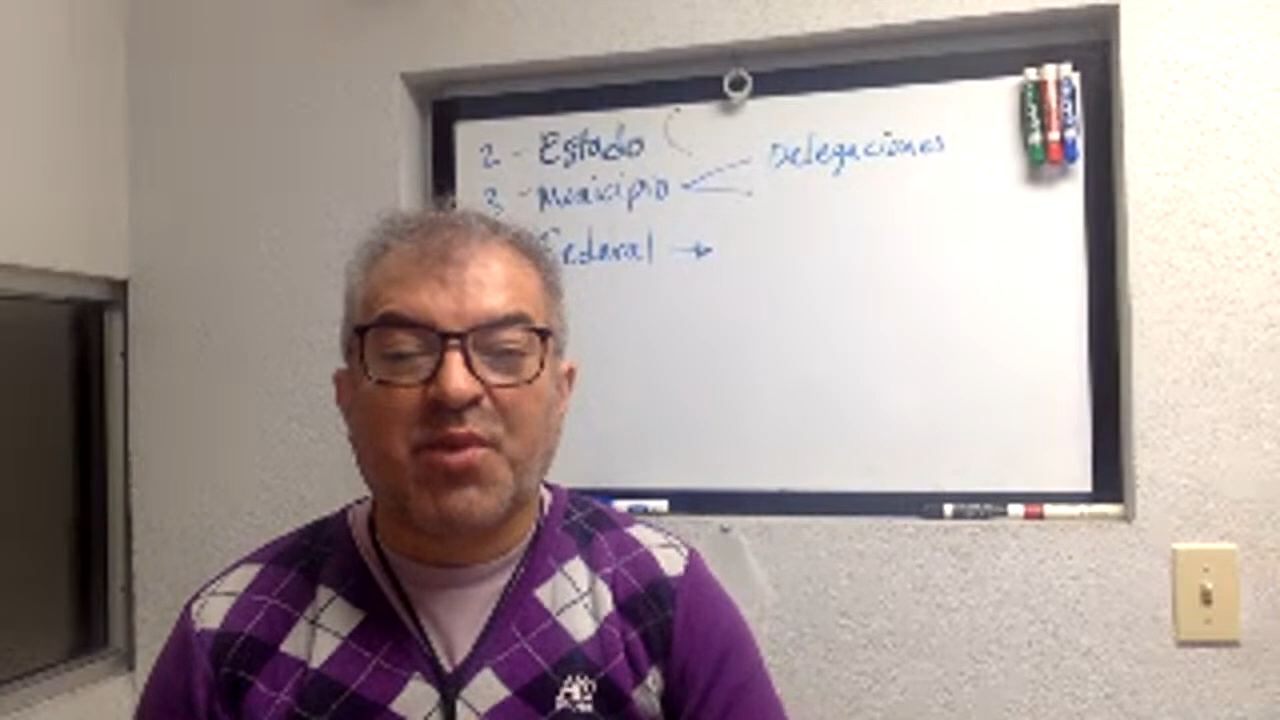 2 - Estado
Delegaciones
3 - Municipio
Federal →